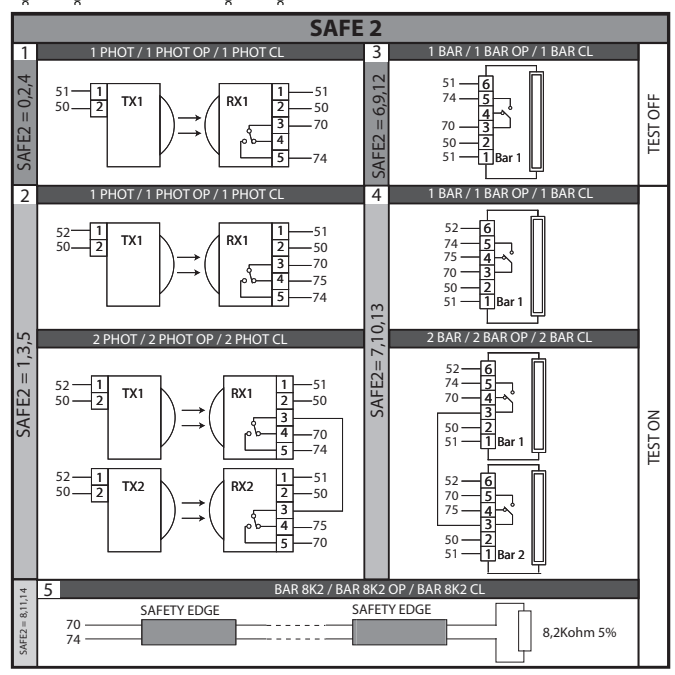 SAFE 2
1
1 PHOT / 1 PHOT OP / 1 PHOT CL
SAFE2 = 0,2,4
51 1
50 2
TX1
RX1
1 51
2 50
3 70
4
5 74
3
1 BAR / 1 BAR OP / 1 BAR CL
SAFE2 = 6,9,12
51 6
74 5
4
70 3
50 2
51 1 Bar 1
TEST OFF
2
1 PHOT / 1 PHOT OP / 1 PHOT CL
SAFE2 = 1,3,5
52 1
50 2
TX1
RX1
1 51
2 50
3 70
4 75
5 74
2 PHOT / 2 PHOT OP / 2 PHOT CL
52 1
50 2
TX1
RX1
1 51
2 50
3
4 70
5 74
52 1
50 2
TX2
RX2
1 51
2 50
3
4 75
5 70
4
1 BAR / 1 BAR OP / 1 BAR CL
SAFE2= 7,10,13
52 6
74 5
75 4
70 3
50 2
51 1 Bar 1
2 BAR / 2 BAR OP / 2 BAR CL
52 6
74 5
70 4
3
50 2
51 1 Bar 1
52 6
70 5
75 4
3
50 2
51 1 Bar 2
TEST ON
5
BAR 8K2 / BAR 8K2 OP / BAR 8K2 CL
SAFE2 = 8,11,14
70
74
SAFETY EDGE
SAFETY EDGE
8,2Kohm 5%